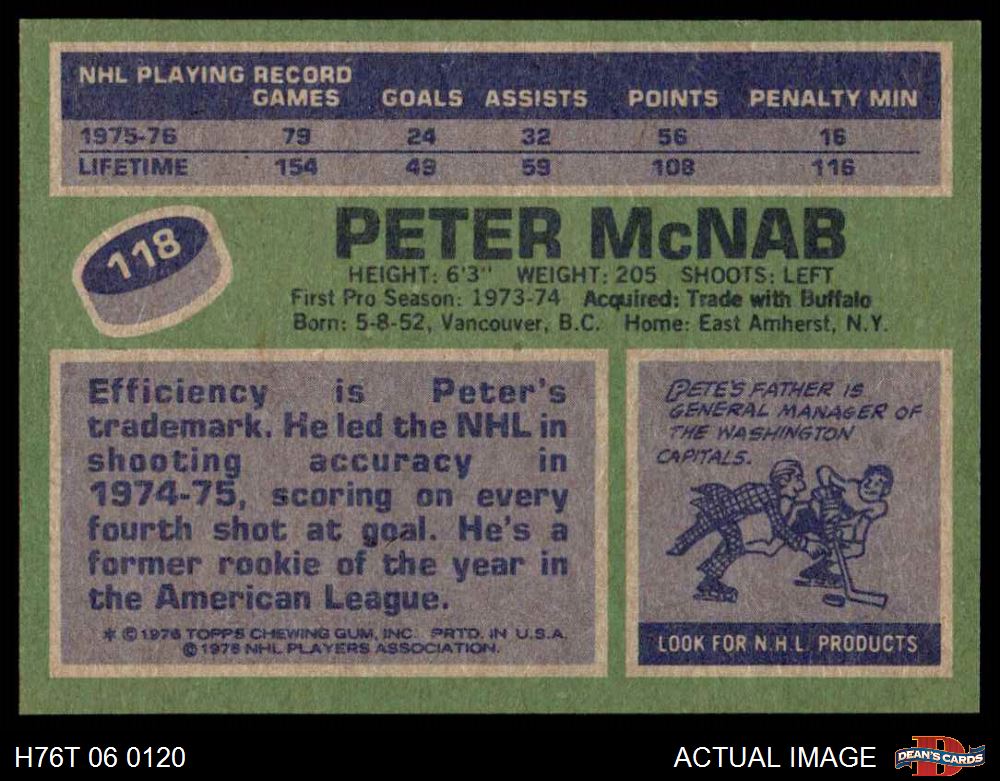 NHL PLAYING RECORD
GAMES GOALS ASSISTS POINTS PENALTY MIN
1975-76 79 24 32 56 16
LIFETIME 154 49 59 108 116
118
PETER McNAB
HEIGHT: 6'3" WEIGHT: 205 SHOOTS: LEFT
First Pro Season: 1973-74 Acquired: Trade with Buffalo
Born: 5-8-52, Vancouver, B.C. Home: East Amherst, N.Y.
Efficiency is Peter's
trademark. He led the NHL in
shooting accuracy in
1974-75, scoring on every
fourth shot at goal. He's a
former rookie of the year in
the American League.
* © 1976 TOPPS CHEWING GUM, INC. PRTD. IN U.S.A.
© 1976 NHL PLAYERS ASSOCIATION.
PETE'S FATHER IS
GENERAL MANAGER OF
THE WASHINGTON
CAPITALS.
LOOK FOR N.H.L. PRODUCTS
H76T 06 0120
ACTUAL IMAGE
D
DEAN'S CARDS